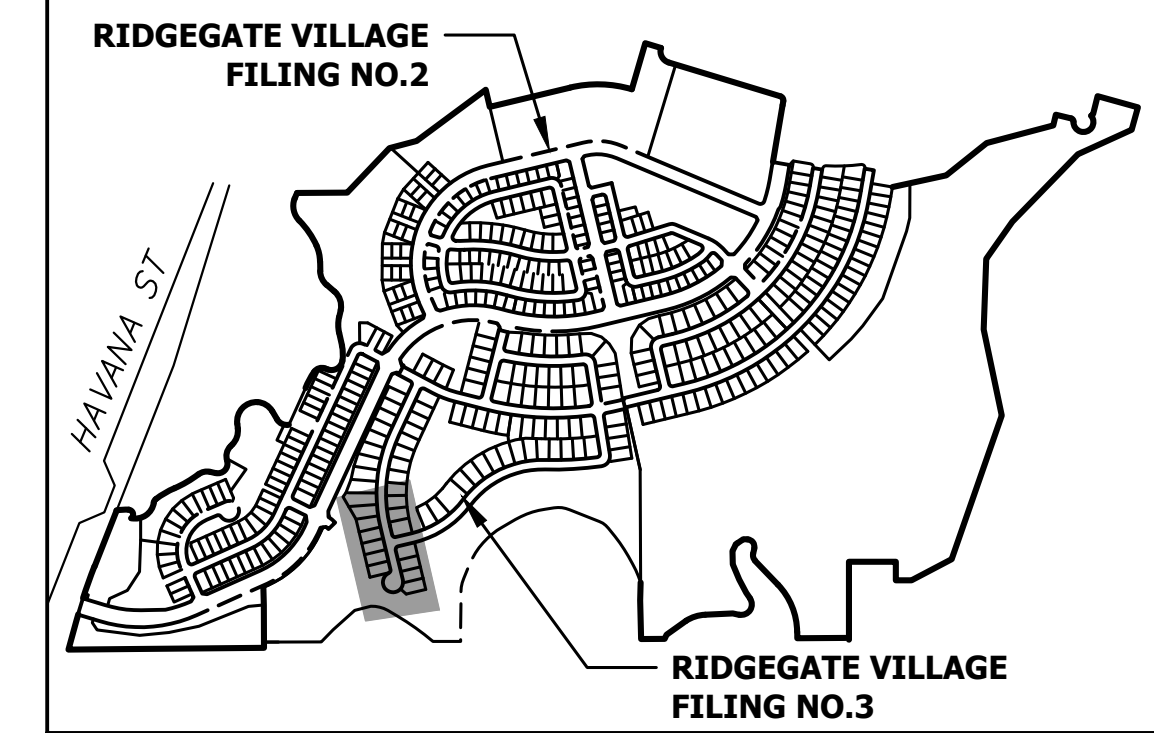 RIDGEGATE VILLAGE
FILING NO.2
HAVANA ST
RIDGEGATE VILLAGE
FILING NO.3